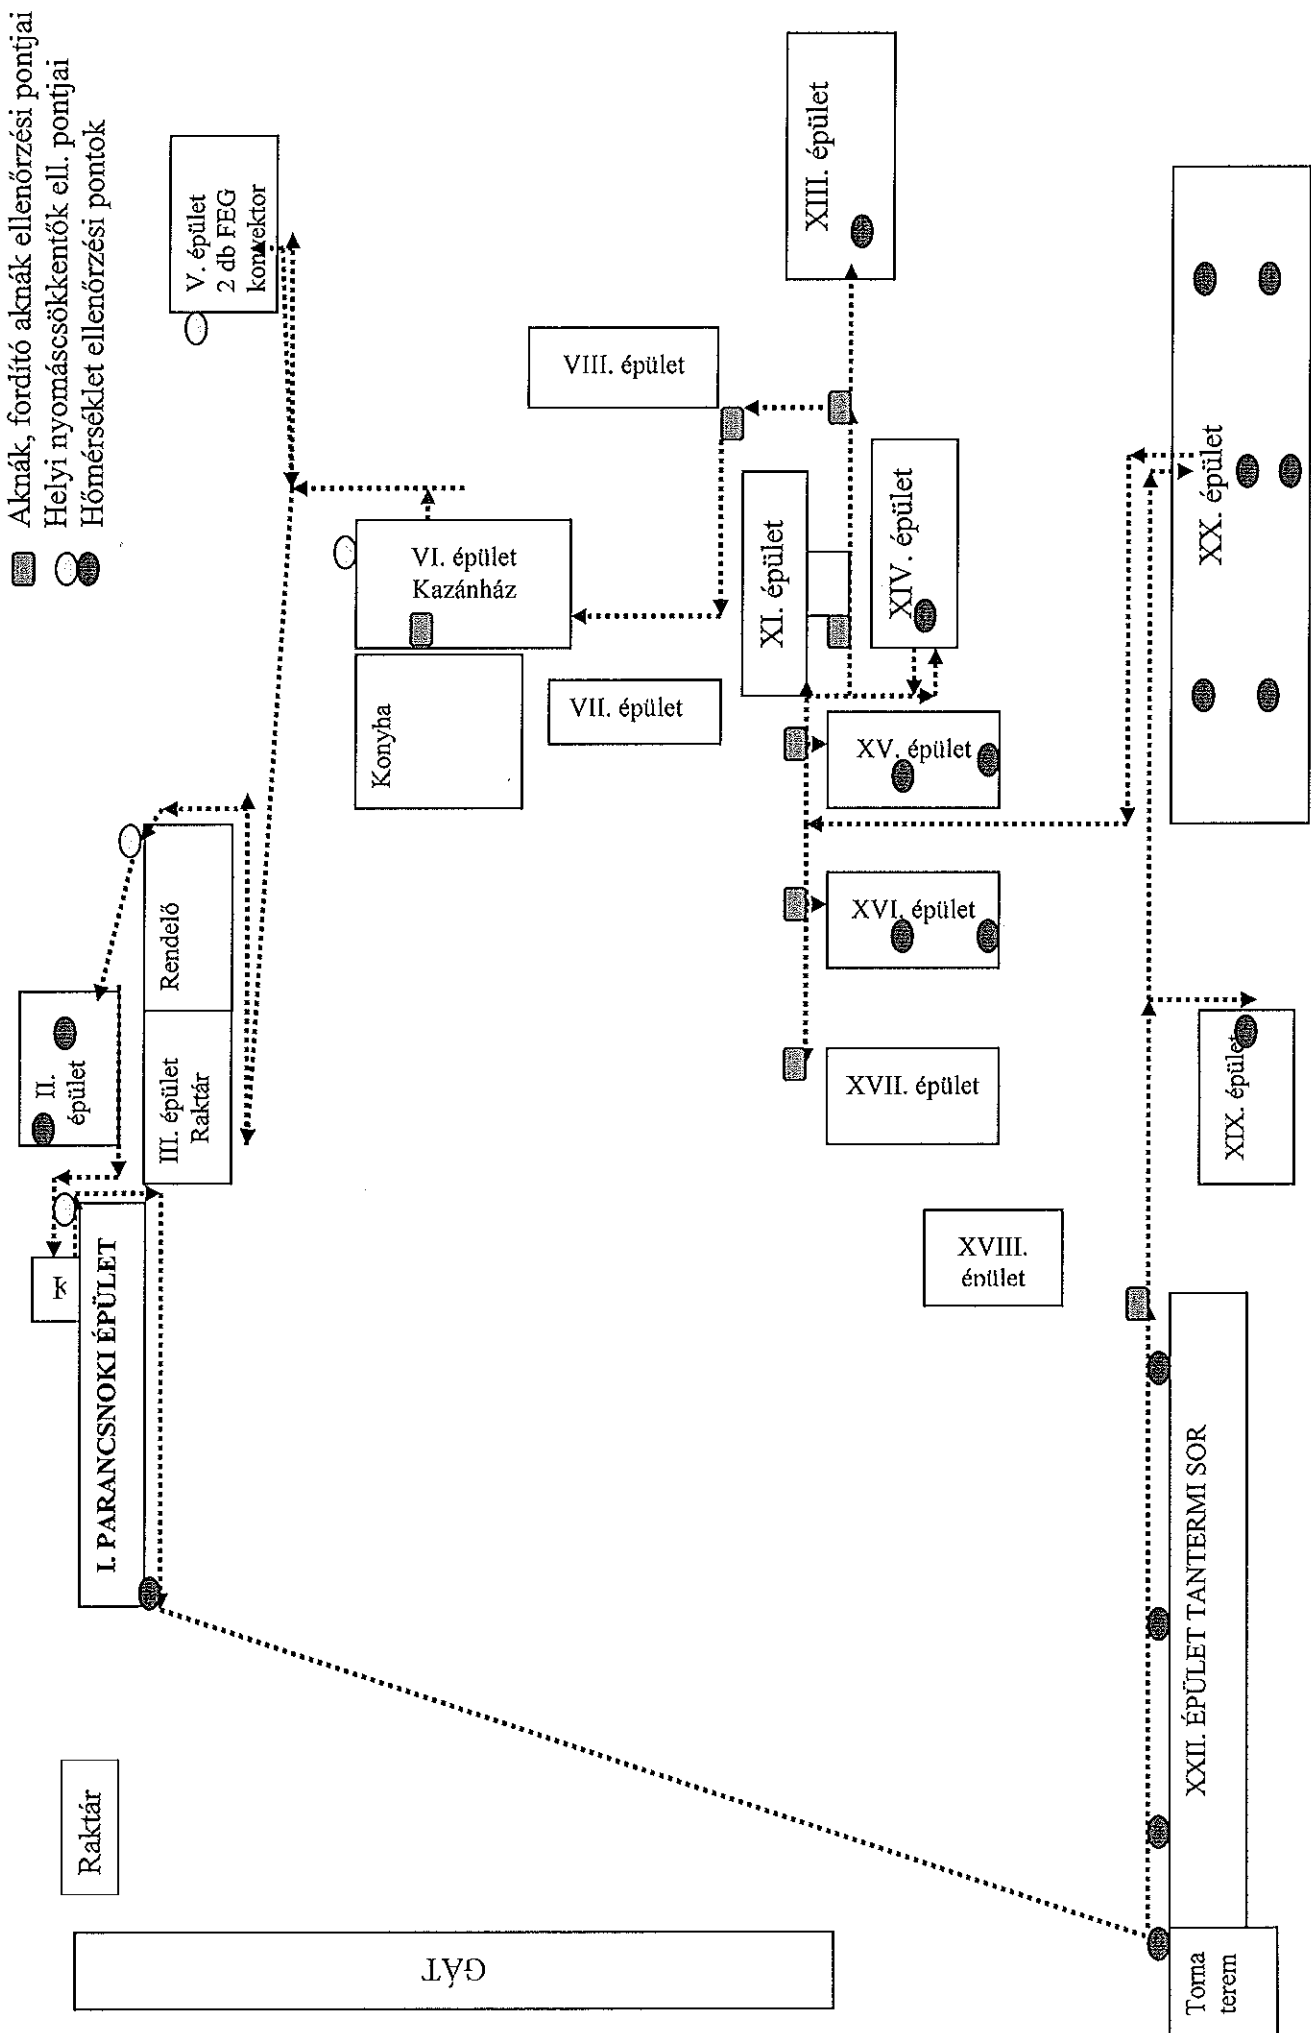 Aknák, fordító aknák ellenőrzési pontjai
Helyi nyomáscsökkentők ell. pontjai
Hőmérséklet ellenőrzési pontok
V. épület
2 db FEG
konvektor
XIII. épület
VIII. épület
VI. épület
Kazánház
XI. épület
XIV. épület
XX. épület
Konyha
VII. épület
XV. épület
Rendelő
XVI. épület
II.
épület
III. épület
Raktár
XVII. épület
XIX. épület
K
I. PARANCSNOKI ÉPÜLET
XVIII.
épület
XXII. ÉPÜLET TANTERMI SOR
Raktár
GÁT
Torna
terem